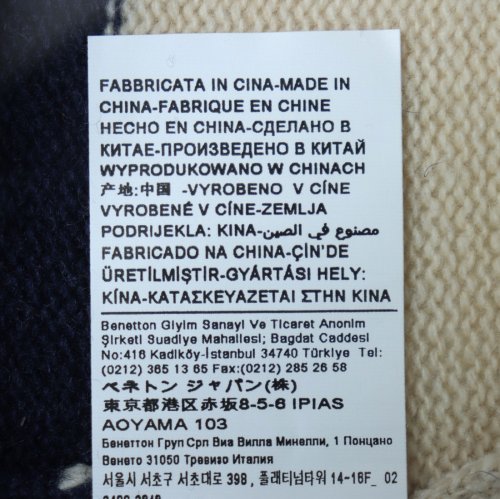 FABBRICATA IN CINA-MADE IN
CHINA-FABRIQUE EN CHINE
HECHO EN CHINA-СДЕЛАНО В
КИТАЕ-ПРОИЗВЕДЕНО В КИТАЙ
WYPRODUKOWANO W CHINACH
产地:中国 -VYROBENO V CÍNE
VYROBENÉ V CÍNE-ZEMLJA
PODRIJEKLA: KINA-مصنوع في الصين
FABRICADO NA CHINA-ÇİN'DE
ÜRETİLMİŞTİR-GYÁRTÁSI HELY:
KÍNA-ΚΑΤΑΣΚΕΥΑΖΕΤΑΙ ΣΤΗΝ ΚΙΝΑ
Benetton Giyim Sanayi Ve Ticaret Anonim
Şirketi Suadiye Mahallesi; Bagdat Caddesi
No:416 Kadiköy-İstanbul 34740 Türkiye Tel:
(0212) 365 13 65 Fax:(0212) 285 26 58
ベネトン ジャパン(株)
東京都港区赤坂8-5-6 IPIAS
AOYAMA 103
Бенеттон Груп Срл Виа Вилла Минелли, 1 Понцано
Венето 31050 Тревизо Италия
서울시 서초구 서초대로 398, 플래티넘타워 14-16F_ 02